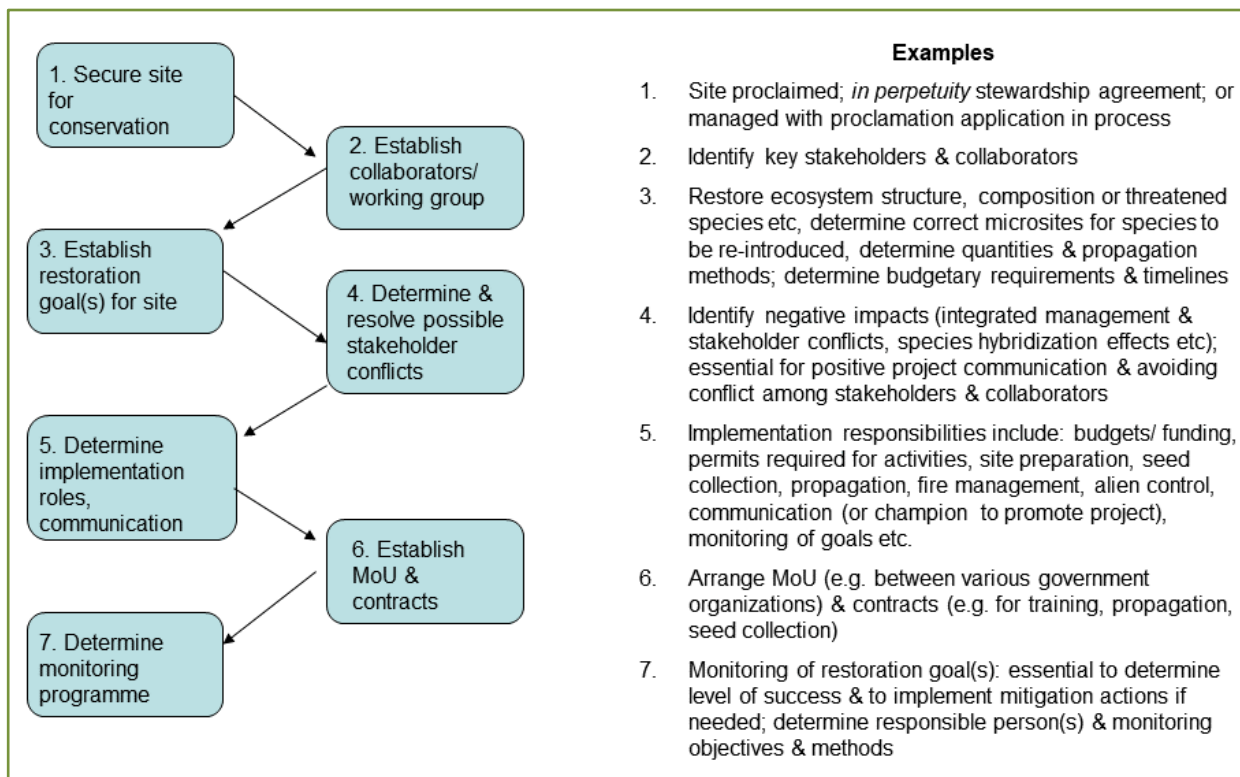 1. Secure site
for
conservation
2. Establish
collaborators/
working group
3. Establish
restoration
goal(s) for site
4. Determine &
resolve possible
stakeholder
conflicts
5. Determine
implementation
roles,
communication
6. Establish
MoU &
contracts
7. Determine
monitoring
programme
Examples
1. Site proclaimed; in perpetuity stewardship agreement; or
managed with proclamation application in process
2. Identify key stakeholders & collaborators
3. Restore ecosystem structure, composition or threatened
species etc, determine correct microsites for species to
be re-introduced, determine quantities & propagation
methods; determine budgetary requirements & timelines
4. Identify negative impacts (integrated management &
stakeholder conflicts, species hybridization effects etc);
essential for positive project communication & avoiding
conflict among stakeholders & collaborators
5. Implementation responsibilities include: budgets/ funding,
permits required for activities, site preparation, seed
collection, propagation, fire management, alien control,
communication (or champion to promote project),
monitoring of goals etc.
6. Arrange MoU (e.g. between various government
organizations) & contracts (e.g. for training, propagation,
seed collection)
7. Monitoring of restoration goal(s): essential to determine
level of success & to implement mitigation actions if
needed; determine responsible person(s) & monitoring
objectives & methods